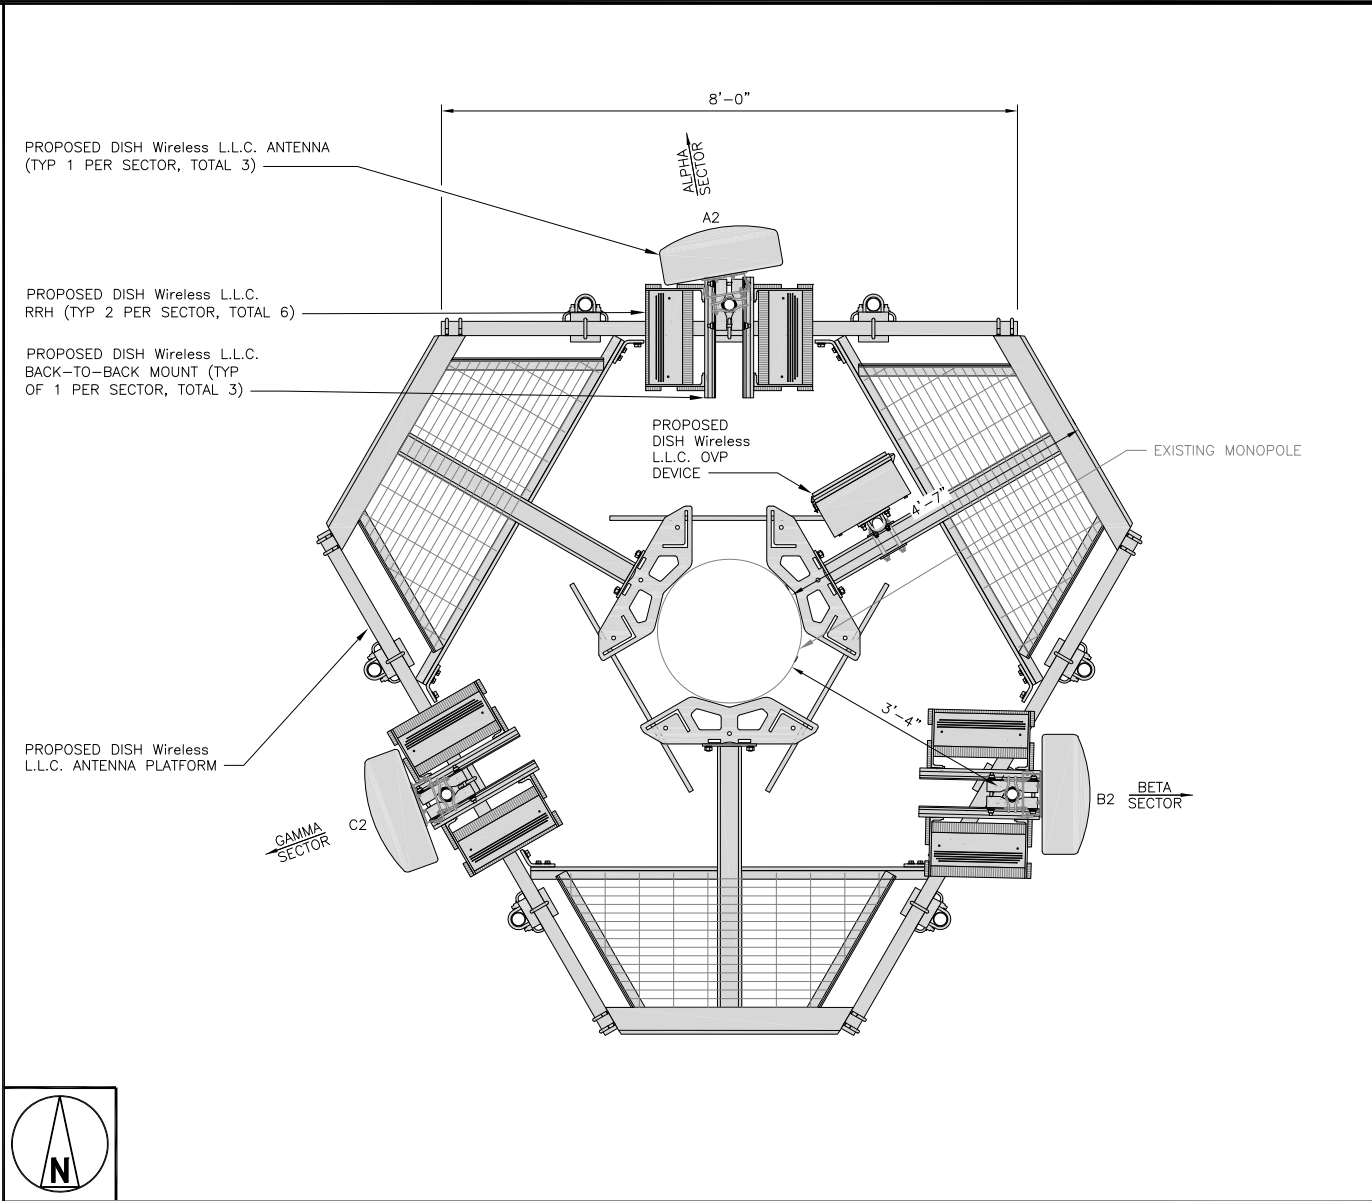 8'-0"
PROPOSED DISH Wireless L.L.C. ANTENNA
(TYP 1 PER SECTOR, TOTAL 3)
ALPHA
SECTOR
A2
PROPOSED DISH Wireless L.L.C.
RRH (TYP 2 PER SECTOR, TOTAL 6)
PROPOSED DISH Wireless L.L.C.
BACK-TO-BACK MOUNT (TYP
OF 1 PER SECTOR, TOTAL 3)
PROPOSED
DISH Wireless
L.L.C. OVP
DEVICE
EXISTING MONOPOLE
4'-7"
3'-4"
PROPOSED DISH Wireless
L.L.C. ANTENNA PLATFORM
B2
BETA
SECTOR
C2
GAMMA
SECTOR
N